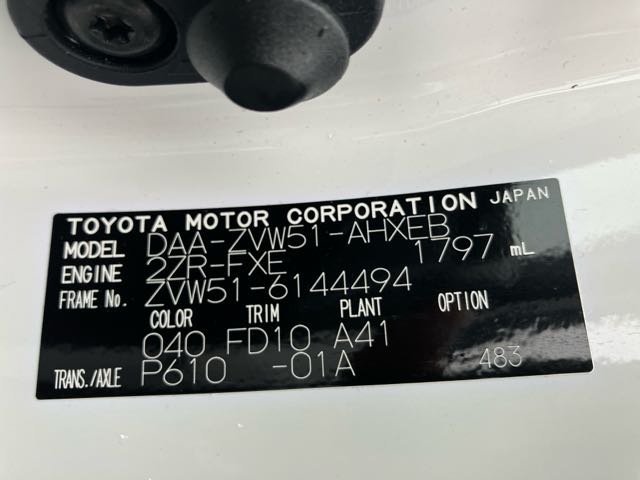 TOYOTA MOTOR CORPORATION JAPAN
MODEL DAA-ZVW51-AHXEB
ENGINE 2ZR-FXE 1797 mL
FRAME No. ZVW51-6144494
COLOR TRIM PLANT OPTION
040 FD10 A41
TRANS./AXLE P610 -01A 483